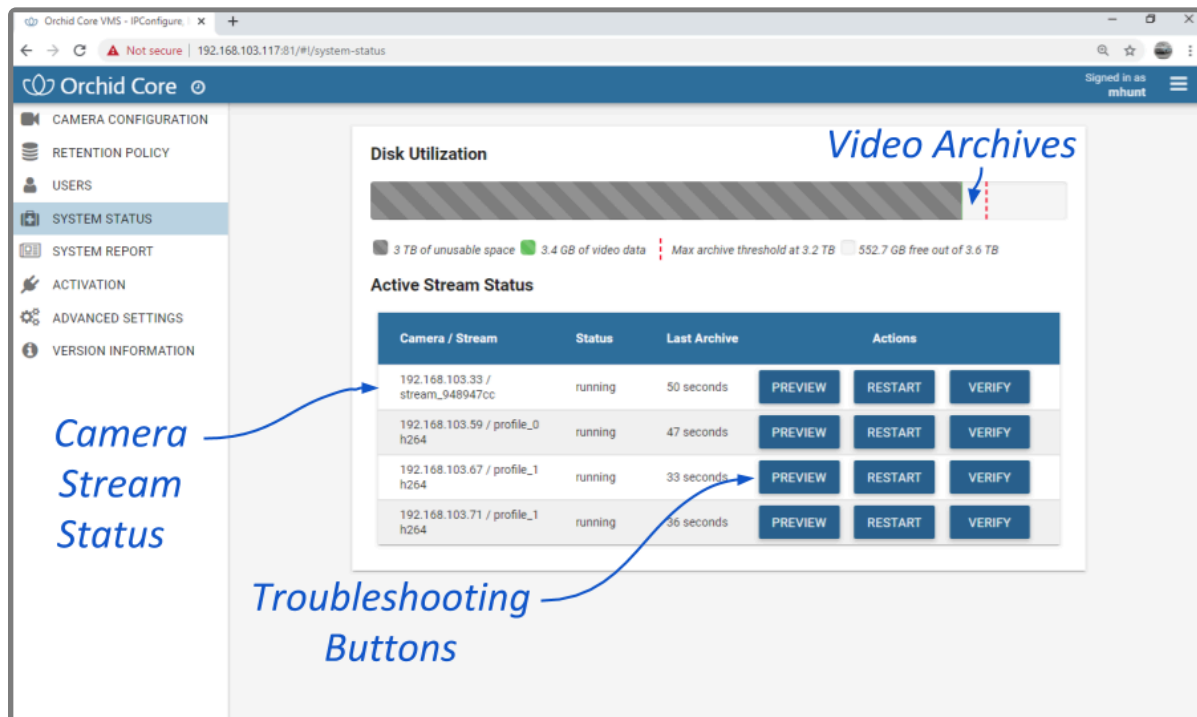 Orchid Core VMS - IPConfigure, I
Not secure | 192.168.103.117:81/#!/system-status
Orchid Core
Signed in as
mhunt
CAMERA CONFIGURATION
RETENTION POLICY
USERS
SYSTEM STATUS
SYSTEM REPORT
ACTIVATION
ADVANCED SETTINGS
VERSION INFORMATION
Disk Utilization
Video Archives
3 TB of unusable space 3.4 GB of video data Max archive threshold at 3.2 TB 552.7 GB free out of 3.6 TB
Active Stream Status
Camera / Stream Status Last Archive Actions
192.168.103.33 /
stream_948947cc running 50 seconds PREVIEW RESTART VERIFY
192.168.103.59 / profile_0
h264 running 47 seconds PREVIEW RESTART VERIFY
192.168.103.67 / profile_1
h264 running 33 seconds PREVIEW RESTART VERIFY
192.168.103.71 / profile_1
h264 running 36 seconds PREVIEW RESTART VERIFY
Camera
Stream
Status
Troubleshooting
Buttons